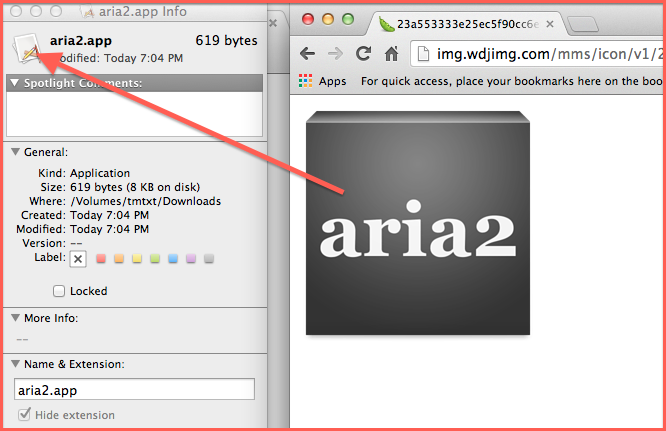 aria2.app Info
aria2.app 619 bytes
Modified: Today 7:04 PM
Spotlight Comments:
General:
Kind: Application
Size: 619 bytes (8 KB on disk)
Where: /Volumes/tmtxt/Downloads
Created: Today 7:04 PM
Modified: Today 7:04 PM
Version: --
Label:
Locked
More Info:
--
Name & Extension:
aria2.app
Hide extension
23a553333e25ec5f90cc6e
img.wdjimg.com/mms/icon/v1/2
Apps For quick access, place your bookmarks here on the boo
aria2